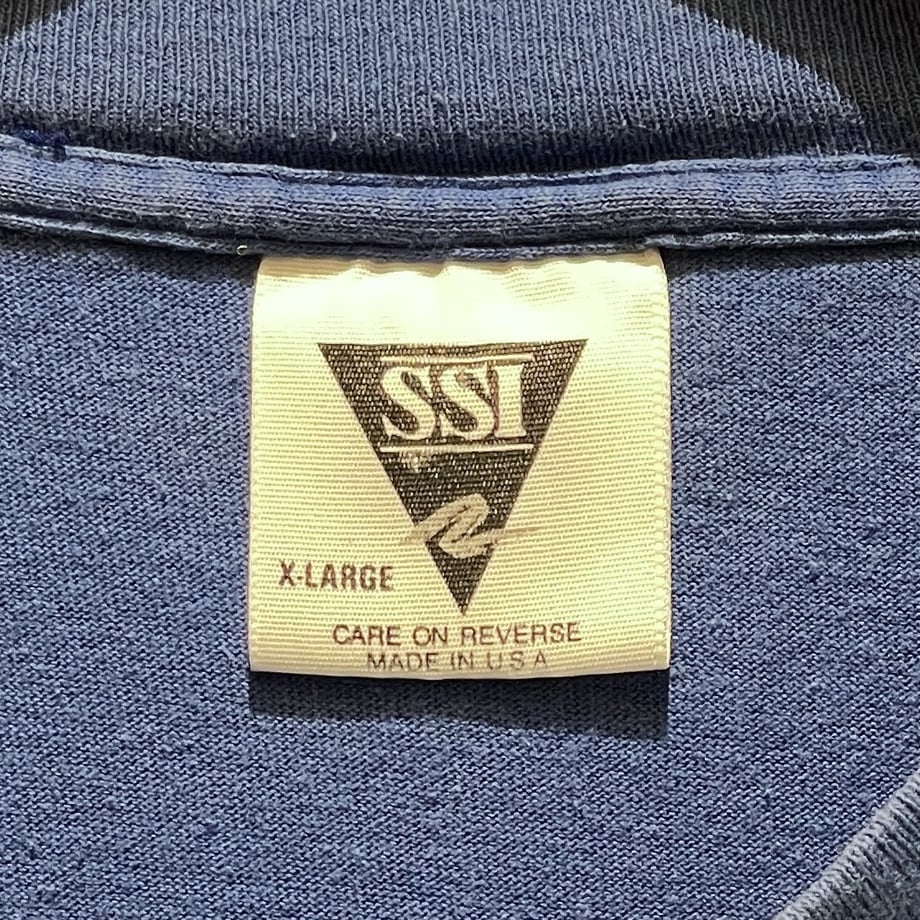 SSI
X-LARGE
CARE ON REVERSE
MADE IN U S A